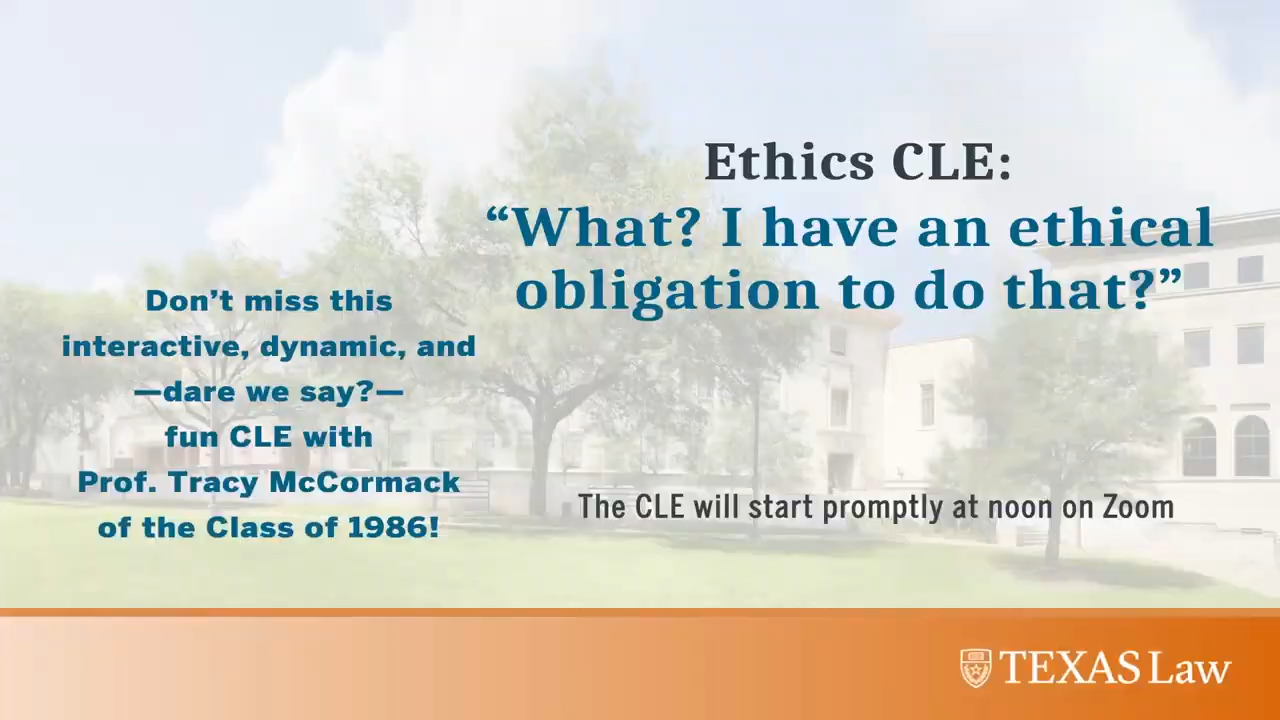 Ethics CLE:
“What? I have an ethical
obligation to do that?”
Don’t miss this
interactive, dynamic, and
—dare we say?—
fun CLE with
Prof. Tracy McCormack
of the Class of 1986!
The CLE will start promptly at noon on Zoom
TEXAS Law